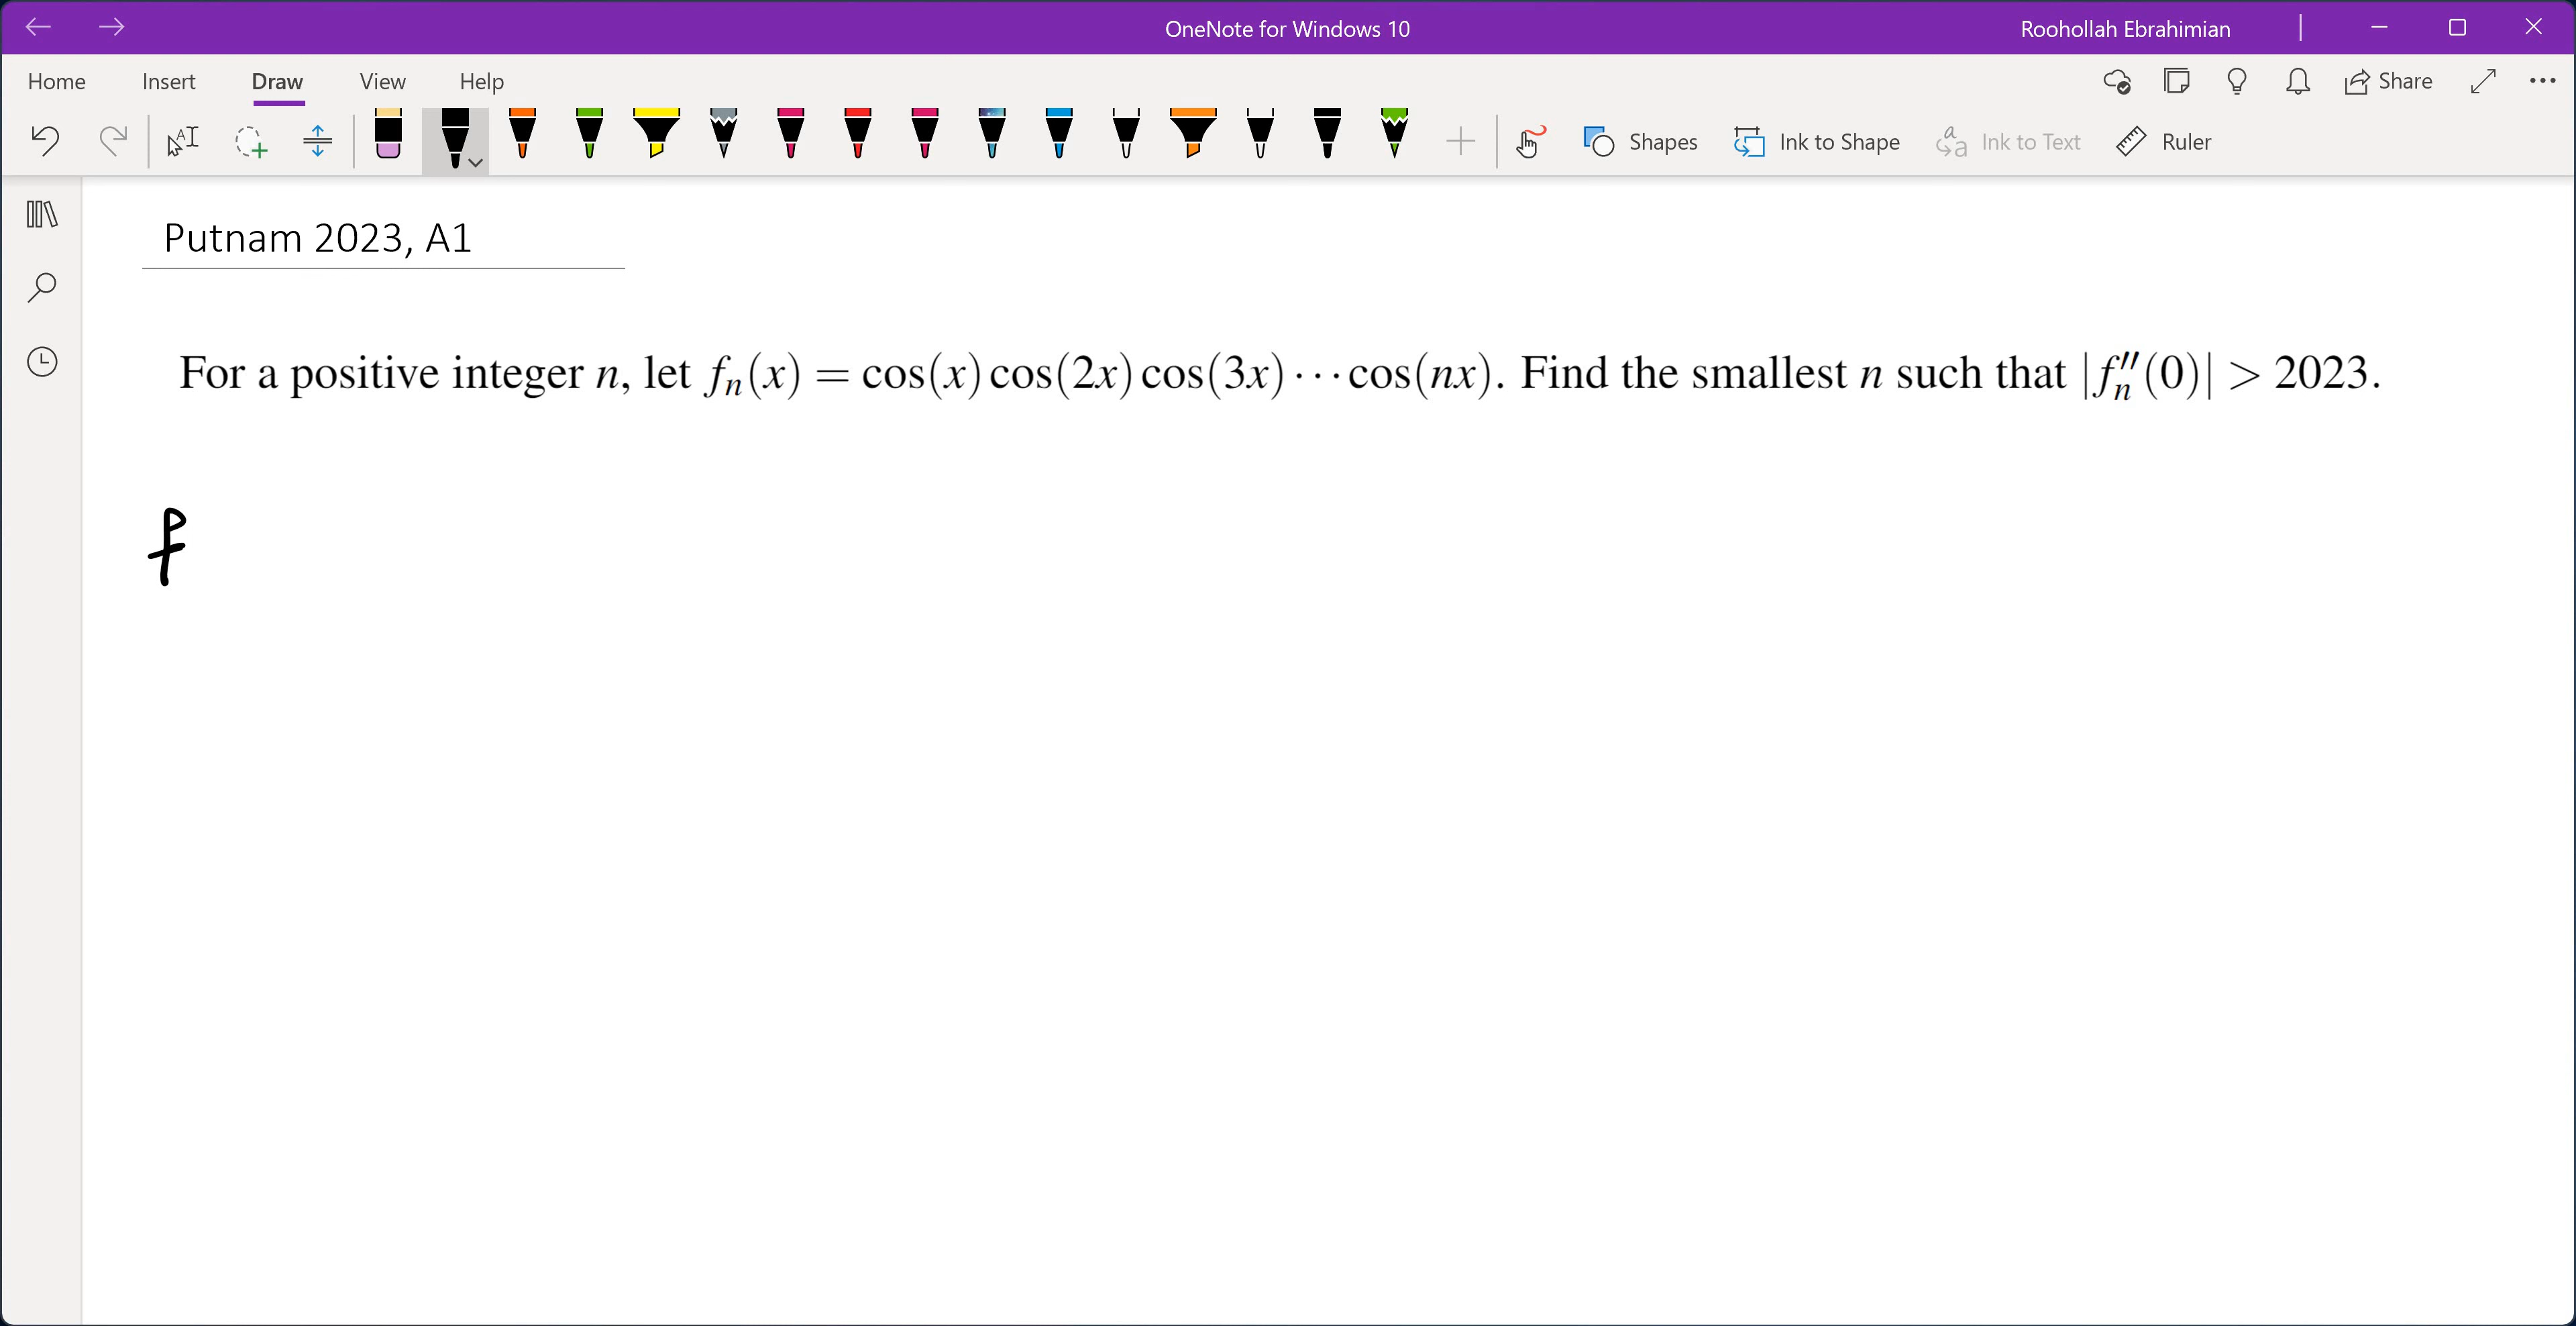 OneNote for Windows 10
Roohollah Ebrahimian
Home Insert Draw View Help
Share
Shapes Ink to Shape Ink to Text Ruler
Putnam 2023, A1
For a positive integer n, let fₙ(x) = cos(x)cos(2x)cos(3x)⋯cos(nx). Find the smallest n such that |fₙ″(0)| > 2023.
f